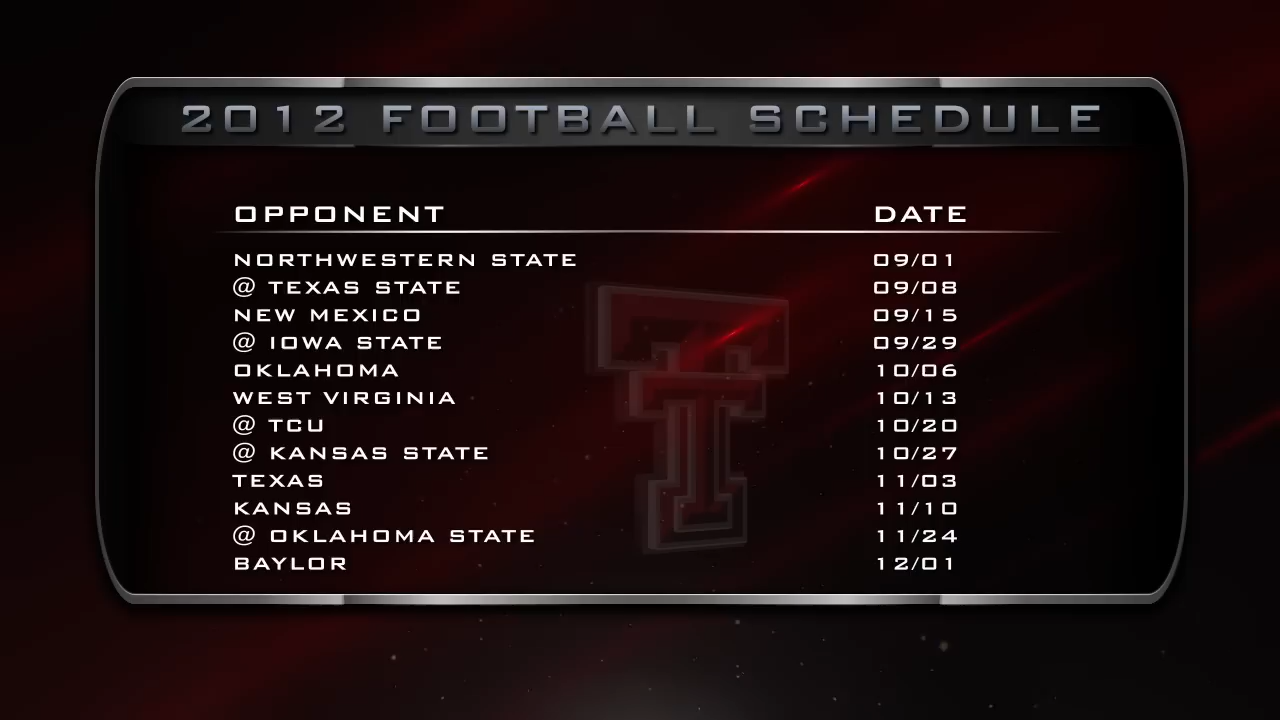 2012 FOOTBALL SCHEDULE
OPPONENT DATE
NORTHWESTERN STATE 09/01
@ TEXAS STATE 09/08
NEW MEXICO 09/15
@ IOWA STATE 09/29
OKLAHOMA 10/06
WEST VIRGINIA 10/13
@ TCU 10/20
@ KANSAS STATE 10/27
TEXAS 11/03
KANSAS 11/10
@ OKLAHOMA STATE 11/24
BAYLOR 12/01